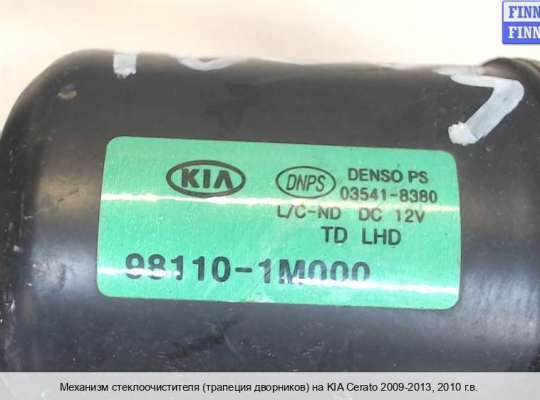 FINN
FINN
KIA
DNPS
DENSO PS
03541-8380
L/C-ND DC 12V
TD LHD
98110-1M000
Механизм стеклоочистителя (трапеция дворников) на KIA Cerato 2009-2013, 2010 г.в.